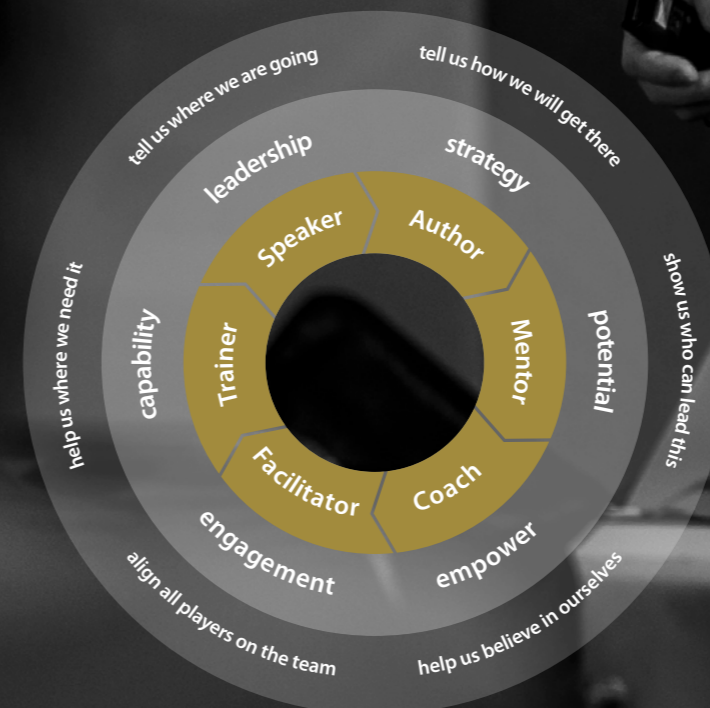 tell us where we are going
tell us how we will get there
show us who can lead this
help us believe in ourselves
align all players on the team
help us where we need it
leadership
strategy
potential
empower
engagement
capability
Speaker
Author
Mentor
Coach
Facilitator
Trainer